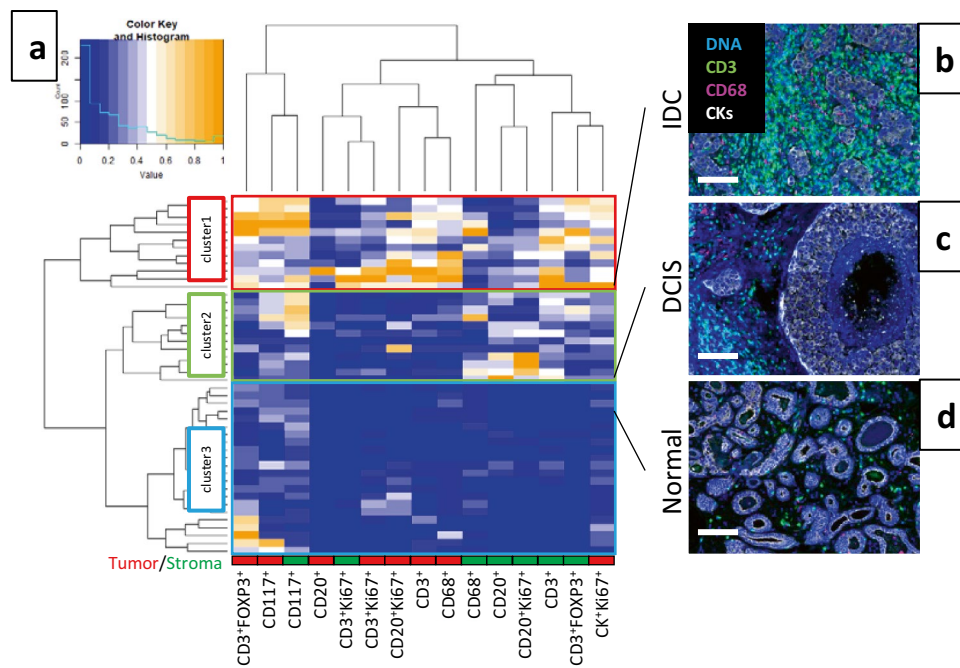 a
Color Key
and Histogram
Count
0 50 100 200
0 0.2 0.4 0.6 0.8 1
Value
cluster1
cluster2
cluster3
Tumor/Stroma
CD3⁺FOXP3⁺
CD117⁺
CD117⁺
CD20⁺
CD3⁺Ki67⁺
CD3⁺Ki67⁺
CD20⁺Ki67⁺
CD3⁺
CD68⁺
CD68⁺
CD20⁺
CD20⁺Ki67⁺
CD3⁺
CD3⁺FOXP3⁺
CK⁺Ki67⁺
IDC
DNA
CD3
CD68
CKs
b
DCIS
c
Normal
d